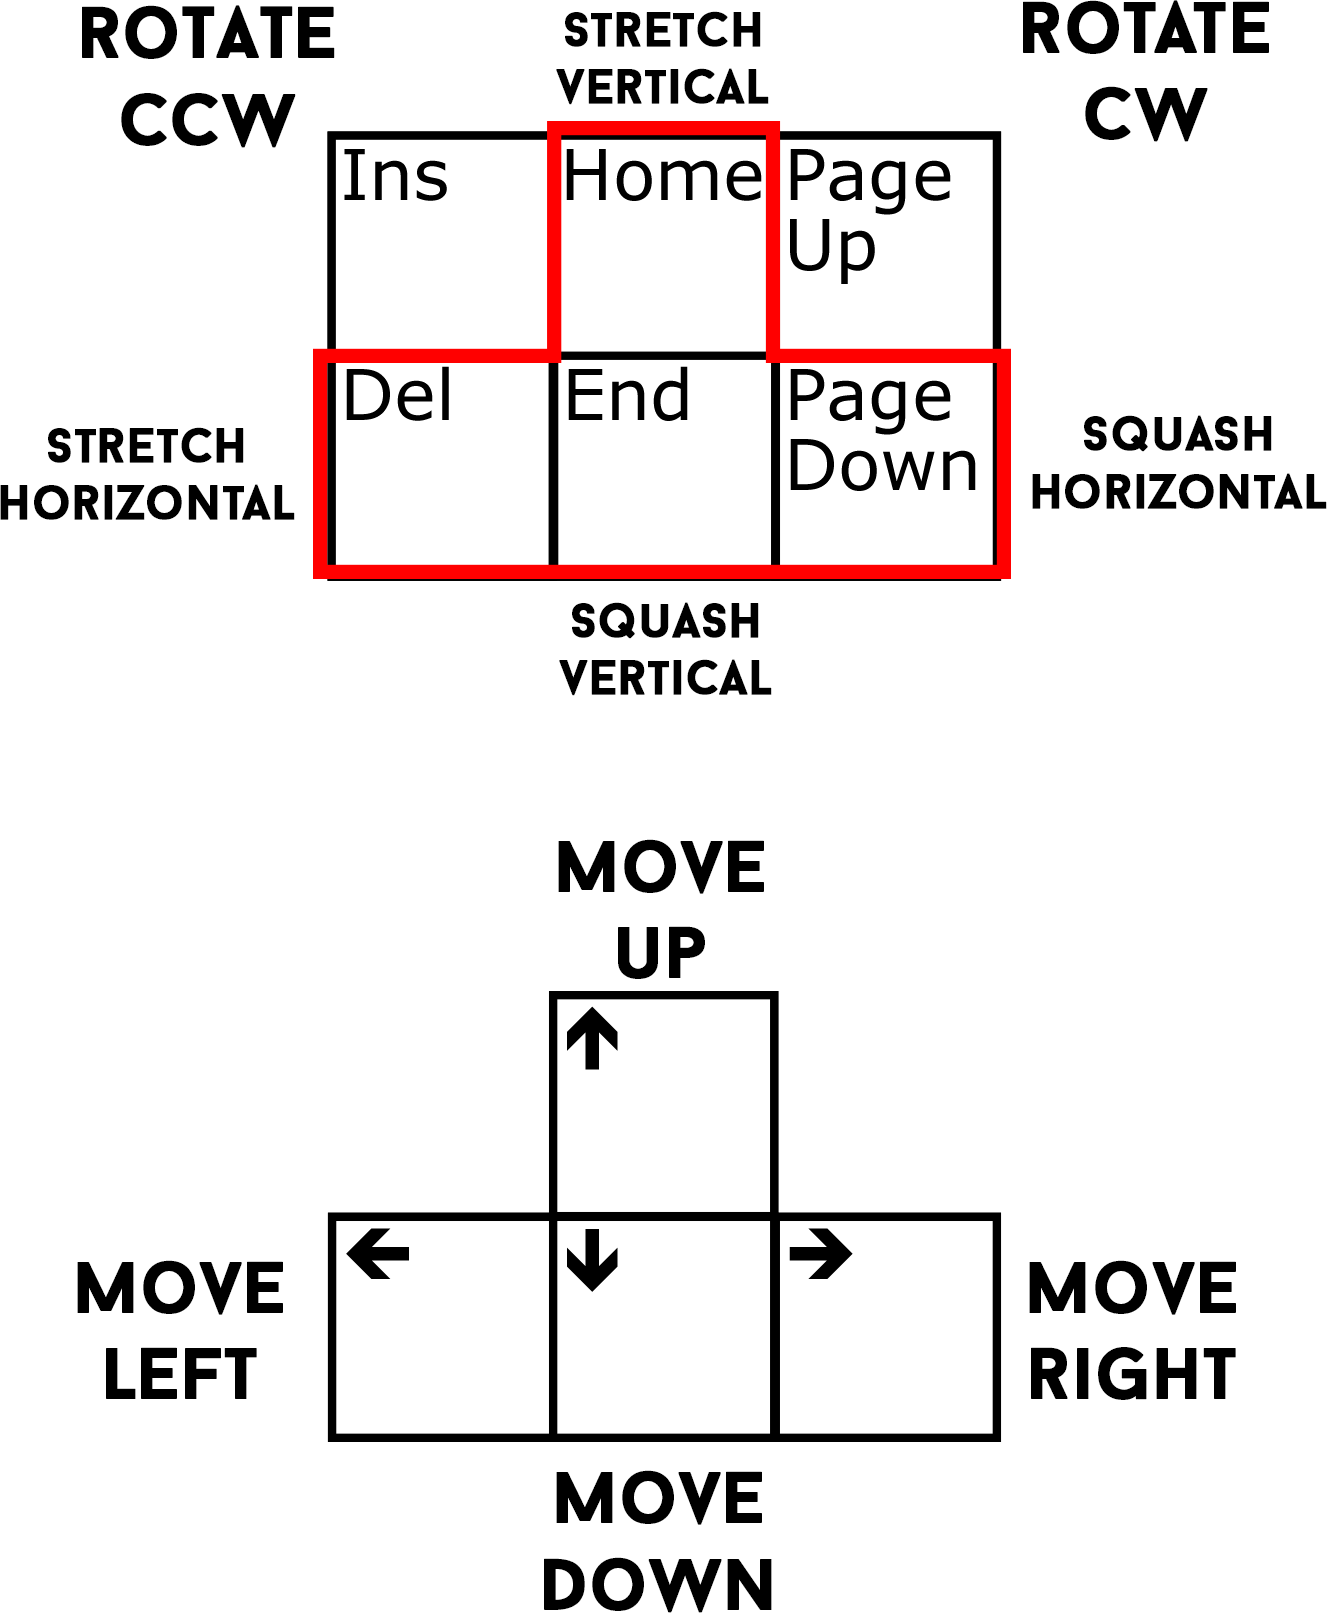 ROTATE
CCW
STRETCH
VERTICAL
ROTATE
CW
Ins
Home
Page
Up
Del
End
Page
Down
STRETCH
HORIZONTAL
SQUASH
HORIZONTAL
SQUASH
VERTICAL
MOVE
UP
↑
←
↓
→
MOVE
LEFT
MOVE
RIGHT
MOVE
DOWN